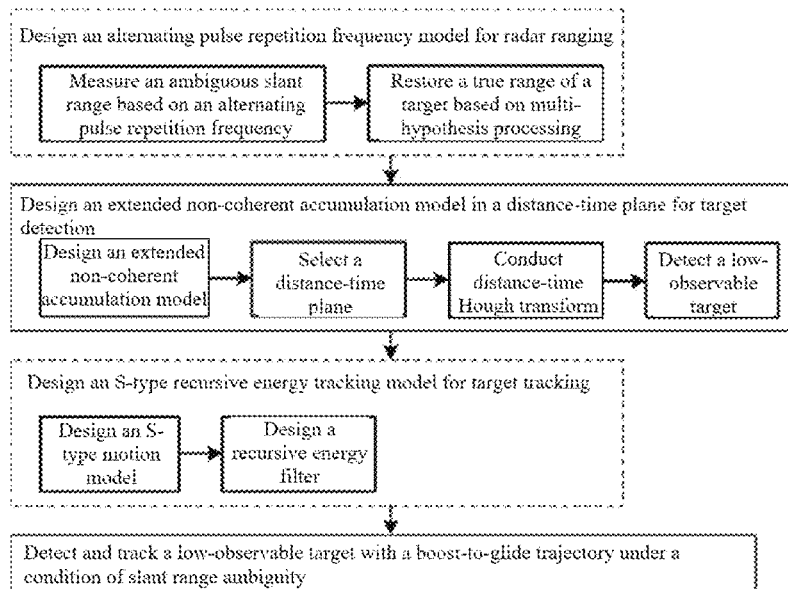 Design an alternating pulse repetition frequency model for radar ranging
Measure an ambiguous slant
range based on an alternating
pulse repetition frequency
Restore a true range of a
target based on multi-
hypothesis processing
Design an extended non-coherent accumulation model in a distance-time plane for target
detection
Design an extended
non-coherent
accumulation model
Select a
distance-time
plane
Conduct
distance-time
Hough transform
Detect a low-
observable
target
Design an S-type recursive energy tracking model for target tracking
Design an S-
type motion
model
Design a
recursive energy
filter
Detect and track a low-observable target with a boost-to-glide trajectory under a
condition of slant range ambiguity